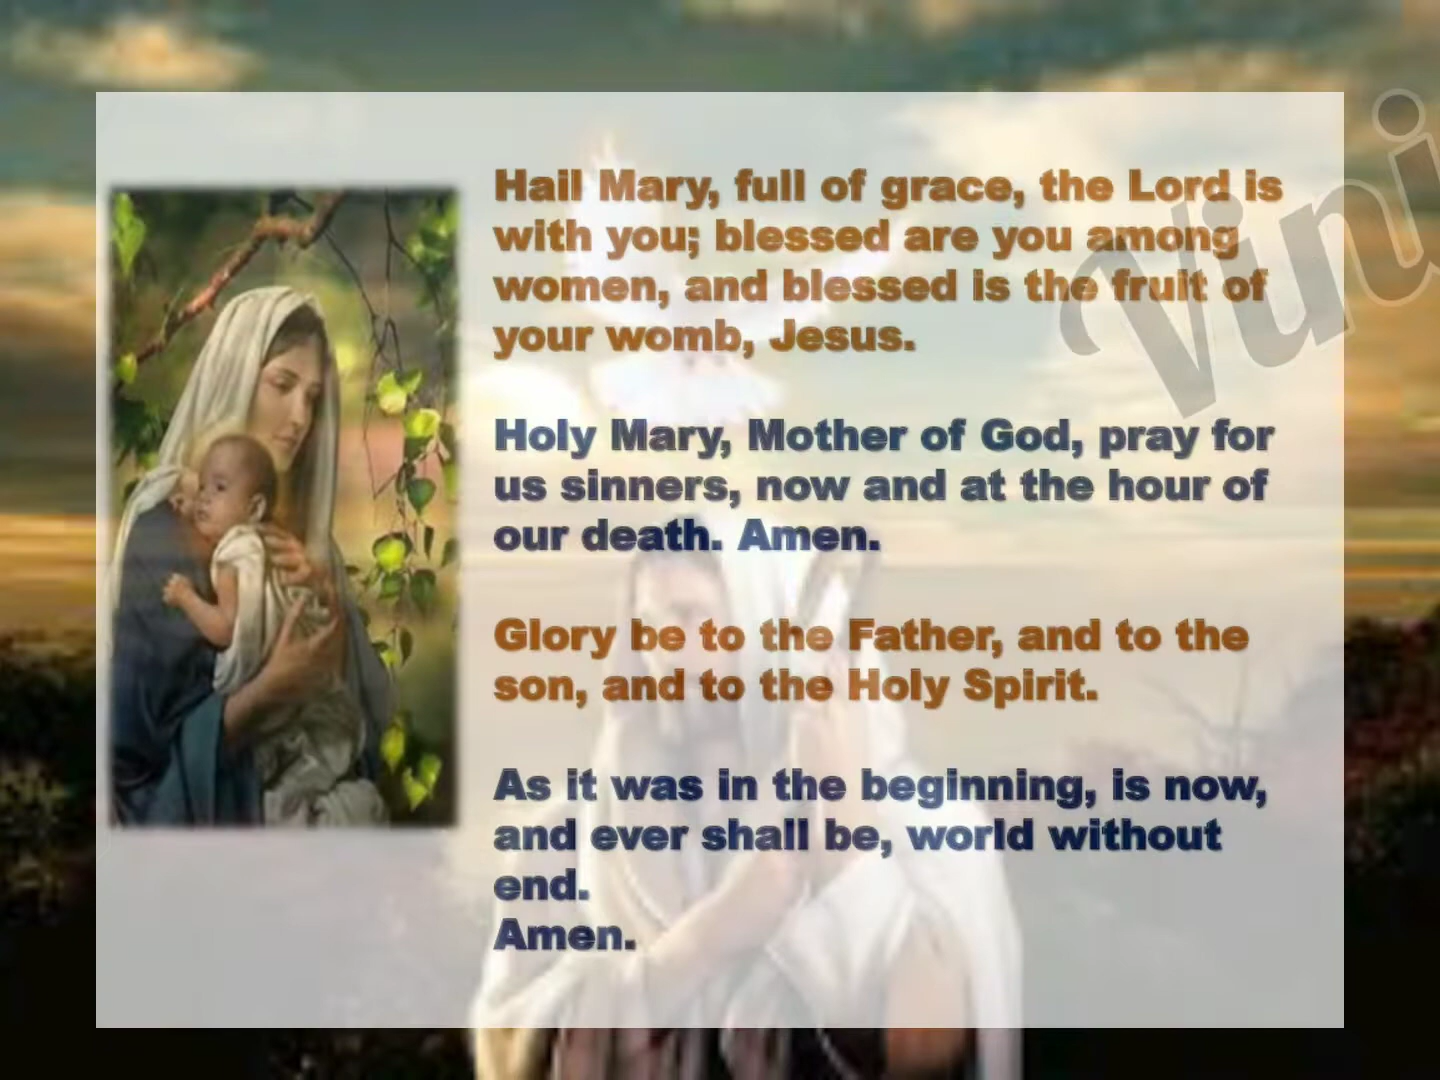 Hail Mary, full of grace, the Lord is
with you; blessed are you among
women, and blessed is the fruit of
your womb, Jesus.
Holy Mary, Mother of God, pray for
us sinners, now and at the hour of
our death. Amen.
Glory be to the Father, and to the
son, and to the Holy Spirit.
As it was in the beginning, is now,
and ever shall be, world without
end.
Amen.
Vini